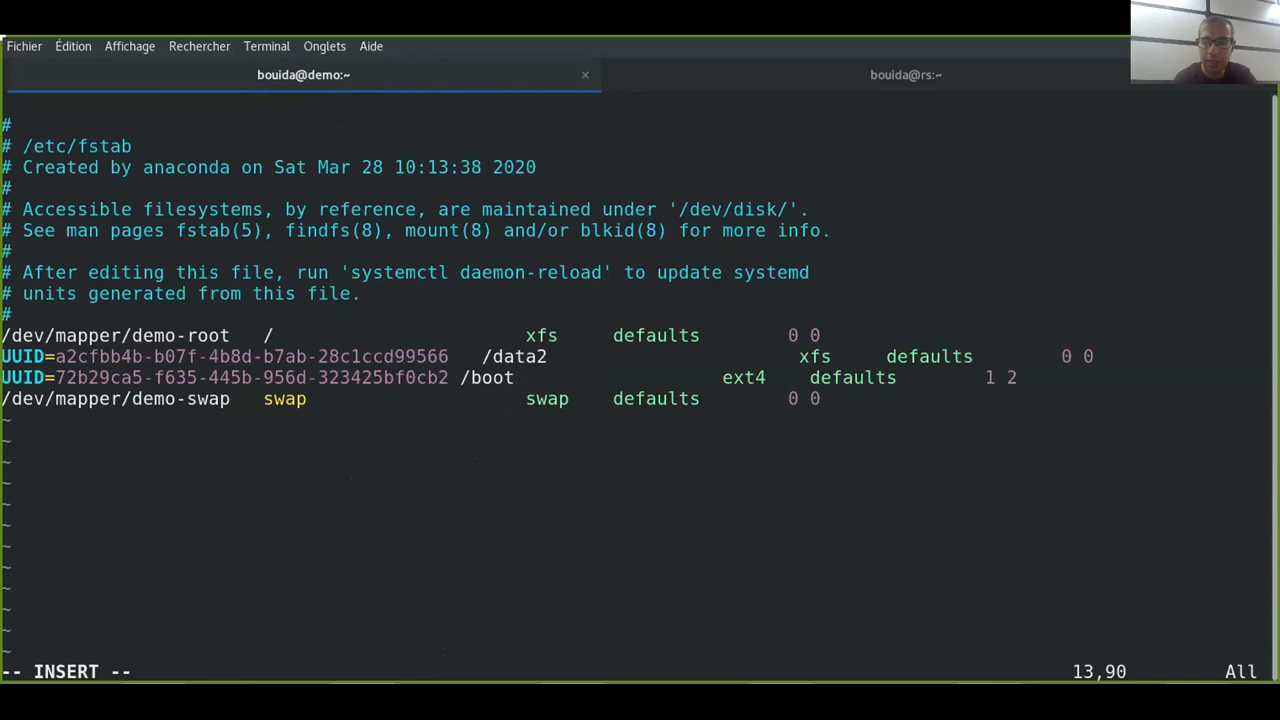 Fichier Édition Affichage Rechercher Terminal Onglets Aide
bouida@demo:~ × bouida@rs:~
#
# /etc/fstab
# Created by anaconda on Sat Mar 28 10:13:38 2020
#
# Accessible filesystems, by reference, are maintained under '/dev/disk/'.
# See man pages fstab(5), findfs(8), mount(8) and/or blkid(8) for more info.
#
# After editing this file, run 'systemctl daemon-reload' to update systemd
# units generated from this file.
#
/dev/mapper/demo-root / xfs defaults 0 0
UUID=a2cfbb4b-b07f-4b8d-b7ab-28c1ccd99566 /data2 xfs defaults 0 0
UUID=72b29ca5-f635-445b-956d-323425bf0cb2 /boot ext4 defaults 1 2
/dev/mapper/demo-swap swap swap defaults 0 0
~
~
~
~
~
~
~
~
~
~
~
~
-- INSERT -- 13,90 All